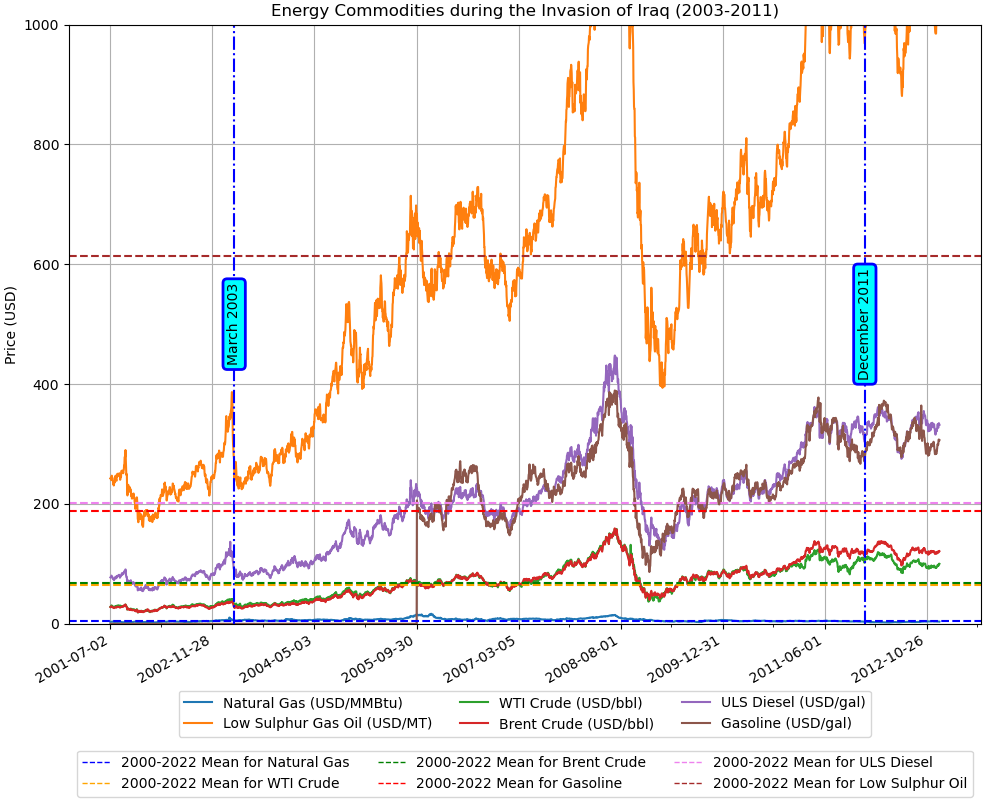 Energy Commodities during the Invasion of Iraq (2003-2011)
Price (USD)
1000
800
600
400
200
0
March 2003
December 2011
2001-07-02
2002-11-28
2004-05-03
2005-09-30
2007-03-05
2008-08-01
2009-12-31
2011-06-01
2012-10-26
Natural Gas (USD/MMBtu)
Low Sulphur Gas Oil (USD/MT)
WTI Crude (USD/bbl)
Brent Crude (USD/bbl)
ULS Diesel (USD/gal)
Gasoline (USD/gal)
2000-2022 Mean for Natural Gas
2000-2022 Mean for WTI Crude
2000-2022 Mean for Brent Crude
2000-2022 Mean for Gasoline
2000-2022 Mean for ULS Diesel
2000-2022 Mean for Low Sulphur Oil